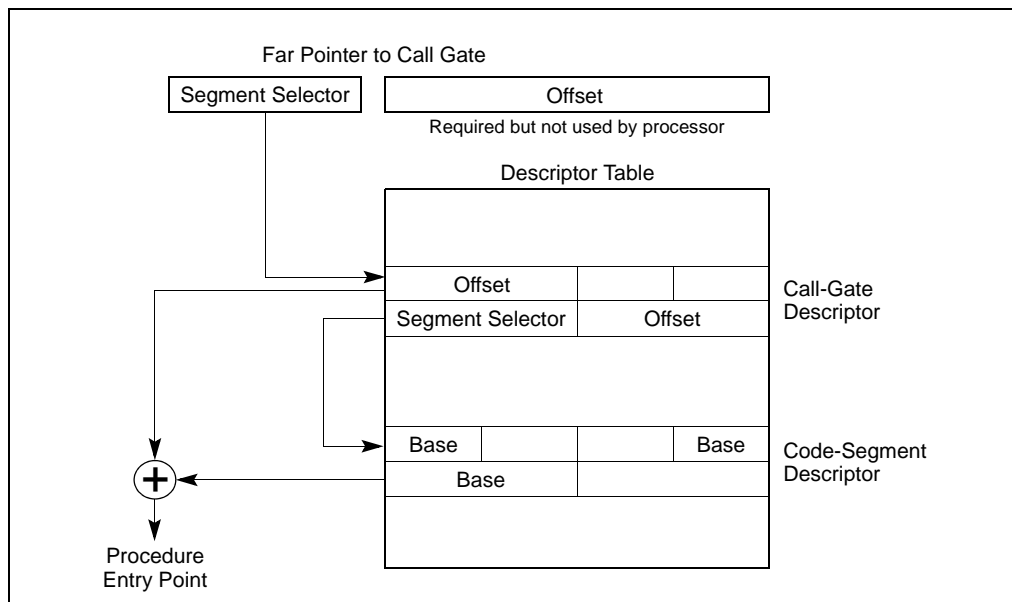 Far Pointer to Call Gate
Segment Selector
Offset
Required but not used by processor
Descriptor Table
Offset
Call-Gate
Descriptor
Segment Selector
Offset
Base
Base
Code-Segment
Descriptor
Base
+
Procedure
Entry Point